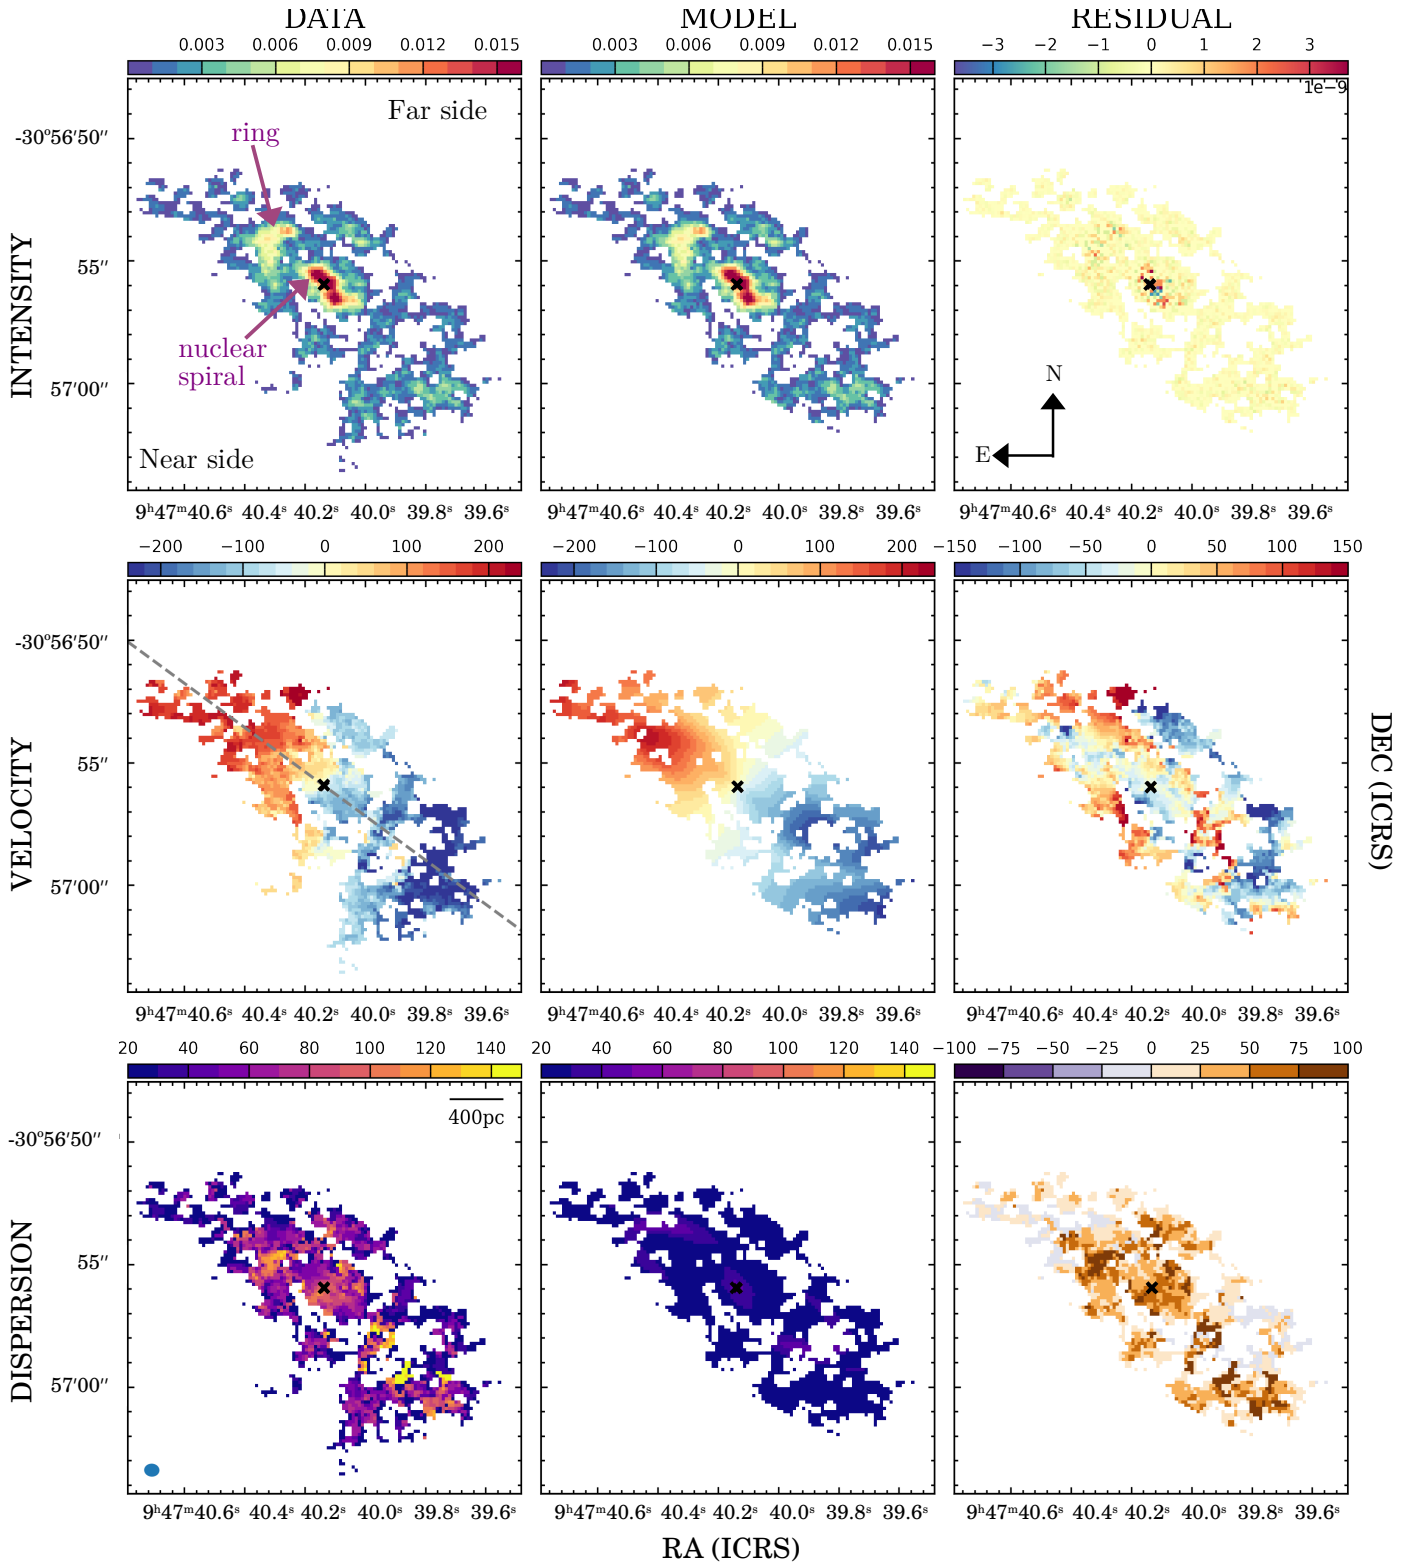 DATA MODEL RESIDUAL
0.003 0.006 0.009 0.012 0.015 0.003 0.006 0.009 0.012 0.015 −3 −2 −1 0 1 2 3
1e−9
Far side
-30°56′50′′
ring
INTENSITY
55′′
nuclear
spiral
57′00′′
N
E
Near side
9ʰ47ᵐ40.6ˢ 40.4ˢ 40.2ˢ 40.0ˢ 39.8ˢ 39.6ˢ 9ʰ47ᵐ40.6ˢ 40.4ˢ 40.2ˢ 40.0ˢ 39.8ˢ 39.6ˢ 9ʰ47ᵐ40.6ˢ 40.4ˢ 40.2ˢ 40.0ˢ 39.8ˢ 39.6ˢ
−200 −100 0 100 200 −200 −100 0 100 200 −150 −100 −50 0 50 100 150
-30°56′50′′
VELOCITY
55′′
57′00′′
DEC (ICRS)
9ʰ47ᵐ40.6ˢ 40.4ˢ 40.2ˢ 40.0ˢ 39.8ˢ 39.6ˢ 9ʰ47ᵐ40.6ˢ 40.4ˢ 40.2ˢ 40.0ˢ 39.8ˢ 39.6ˢ 9ʰ47ᵐ40.6ˢ 40.4ˢ 40.2ˢ 40.0ˢ 39.8ˢ 39.6ˢ
20 40 60 80 100 120 140 20 40 60 80 100 120 140 −100 −75 −50 −25 0 25 50 75 100
400pc
-30°56′50′′
DISPERSION
55′′
57′00′′
9ʰ47ᵐ40.6ˢ 40.4ˢ 40.2ˢ 40.0ˢ 39.8ˢ 39.6ˢ 9ʰ47ᵐ40.6ˢ 40.4ˢ 40.2ˢ 40.0ˢ 39.8ˢ 39.6ˢ 9ʰ47ᵐ40.6ˢ 40.4ˢ 40.2ˢ 40.0ˢ 39.8ˢ 39.6ˢ
RA (ICRS)